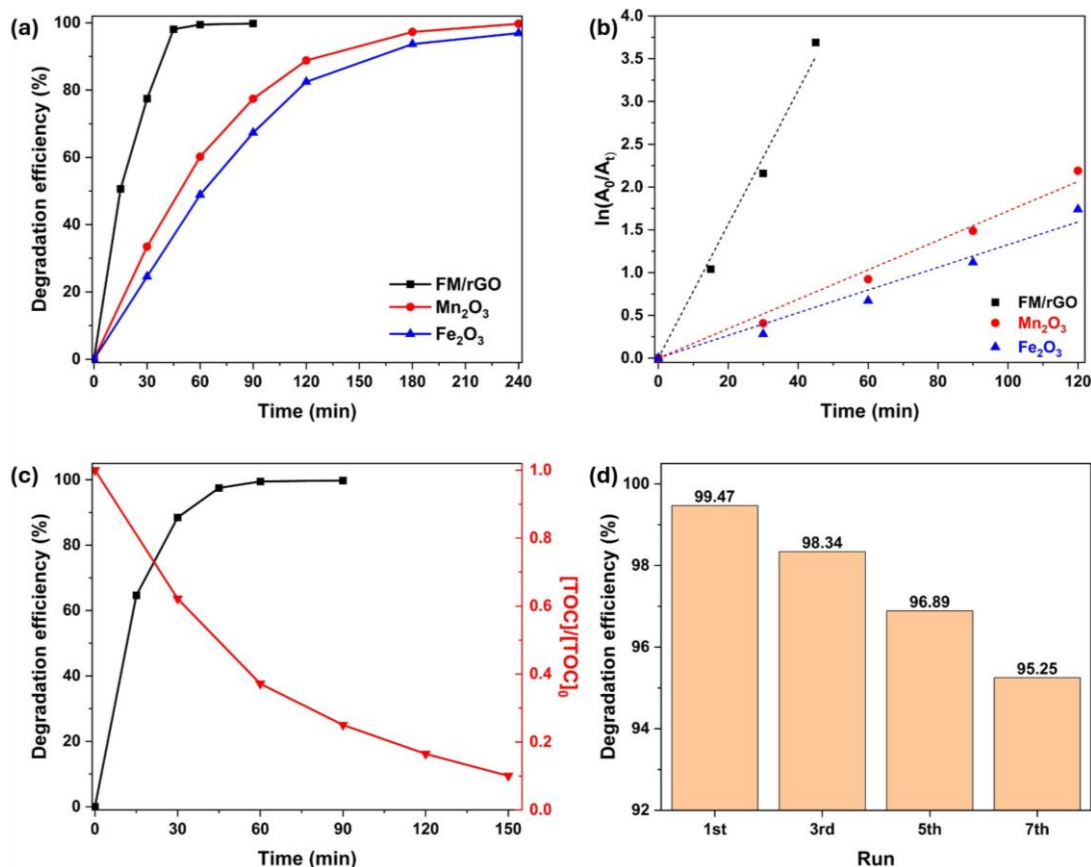 (a)
100
80
60
40
20
0
Degradation efficiency (%)
FM/rGO
Mn₂O₃
Fe₂O₃
0 30 60 90 120 150 180 210 240
Time (min)
(b)
4.0
3.5
3.0
2.5
2.0
1.5
1.0
0.5
0.0
ln(A₀/Aₜ)
FM/rGO
Mn₂O₃
Fe₂O₃
0 20 40 60 80 100 120
Time (min)
(c)
100
80
60
40
20
0
Degradation efficiency (%)
1.0
0.8
0.6
0.4
0.2
0.0
[TOC]/[TOC]₀
0 30 60 90 120 150
Time (min)
(d)
100
98
96
94
92
Degradation efficiency (%)
99.47
98.34
96.89
95.25
1st 3rd 5th 7th
Run